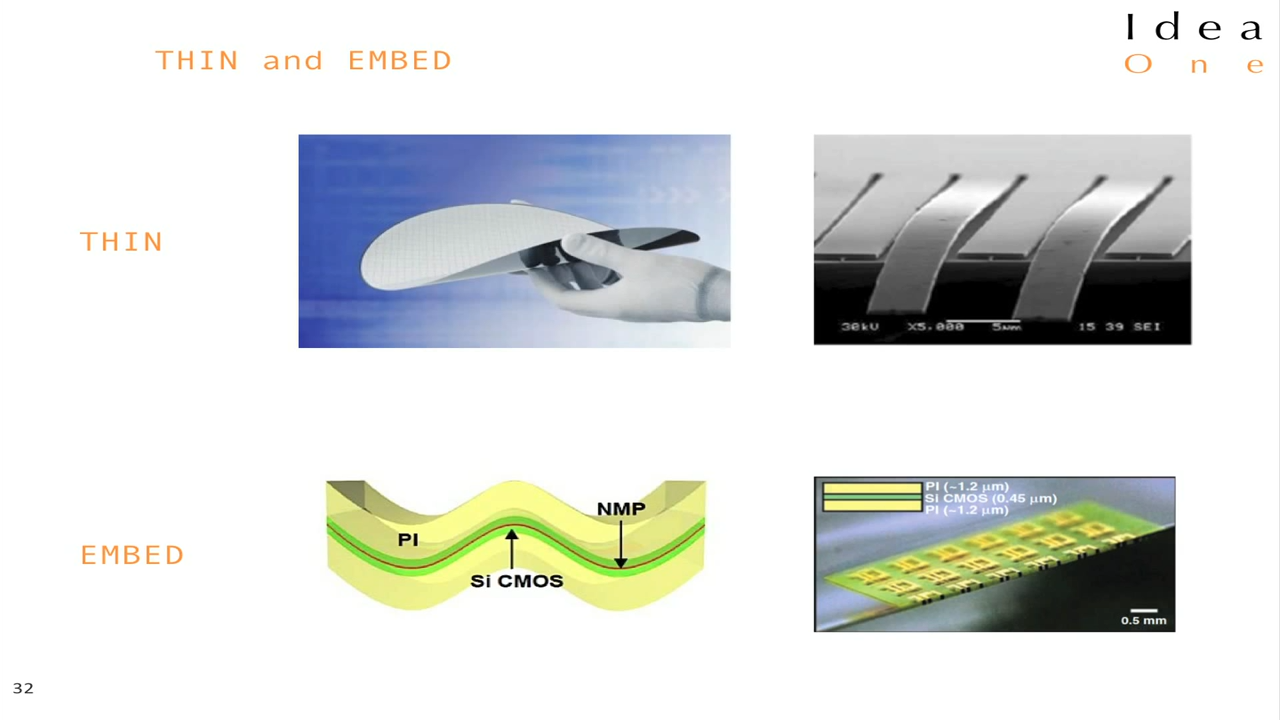 Idea
One
THIN and EMBED
THIN
30kV X5,000 5μm 15 39 SEI
EMBED
NMP
PI
Si CMOS
PI (~1.2 μm)
Si CMOS (0.45 μm)
PI (~1.2 μm)
0.5 mm
32